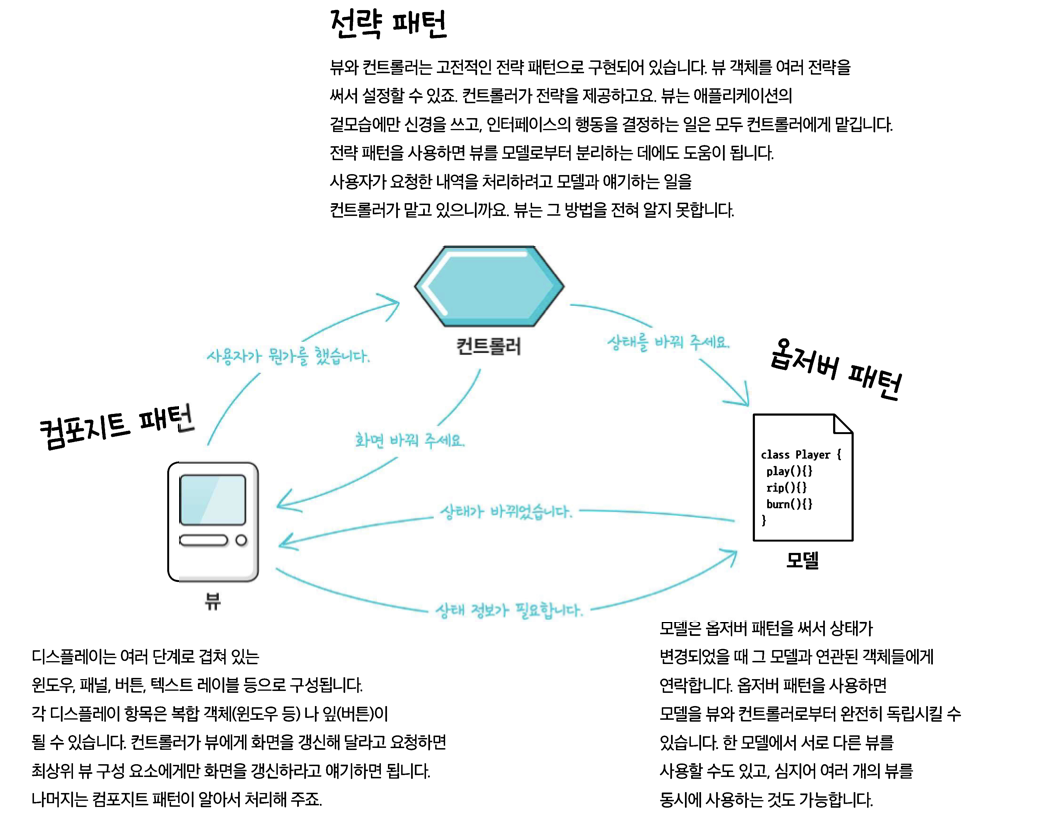 전략 패턴
뷰와 컨트롤러는 고전적인 전략 패턴으로 구현되어 있습니다. 뷰 객체를 여러 전략을
써서 설정할 수 있죠. 컨트롤러가 전략을 제공하고요. 뷰는 애플리케이션의
겉모습에만 신경을 쓰고, 인터페이스의 행동을 결정하는 일은 모두 컨트롤러에게 맡깁니다.
전략 패턴을 사용하면 뷰를 모델로부터 분리하는 데에도 도움이 됩니다.
사용자가 요청한 내역을 처리하려고 모델과 얘기하는 일을
컨트롤러가 맡고 있으니까요. 뷰는 그 방법을 전혀 알지 못합니다.
컨트롤러
사용자가 뭔가를 했습니다.
상태를 바꿔 주세요.
옵저버 패턴
컴포지트 패턴
화면 바꿔 주세요.
class Player {
play(){}
rip(){}
burn(){}
}
상태가 바뀌었습니다.
모델
뷰
상태 정보가 필요합니다.
디스플레이는 여러 단계로 겹쳐 있는
윈도우, 패널, 버튼, 텍스트 레이블 등으로 구성됩니다.
각 디스플레이 항목은 복합 객체(윈도우 등) 나 잎(버튼)이
될 수 있습니다. 컨트롤러가 뷰에게 화면을 갱신해 달라고 요청하면
최상위 뷰 구성 요소에게만 화면을 갱신하라고 얘기하면 됩니다.
나머지는 컴포지트 패턴이 알아서 처리해 주죠.
모델은 옵저버 패턴을 써서 상태가
변경되었을 때 그 모델과 연관된 객체들에게
연락합니다. 옵저버 패턴을 사용하면
모델을 뷰와 컨트롤러로부터 완전히 독립시킬 수
있습니다. 한 모델에서 서로 다른 뷰를
사용할 수도 있고, 심지어 여러 개의 뷰를
동시에 사용하는 것도 가능합니다.